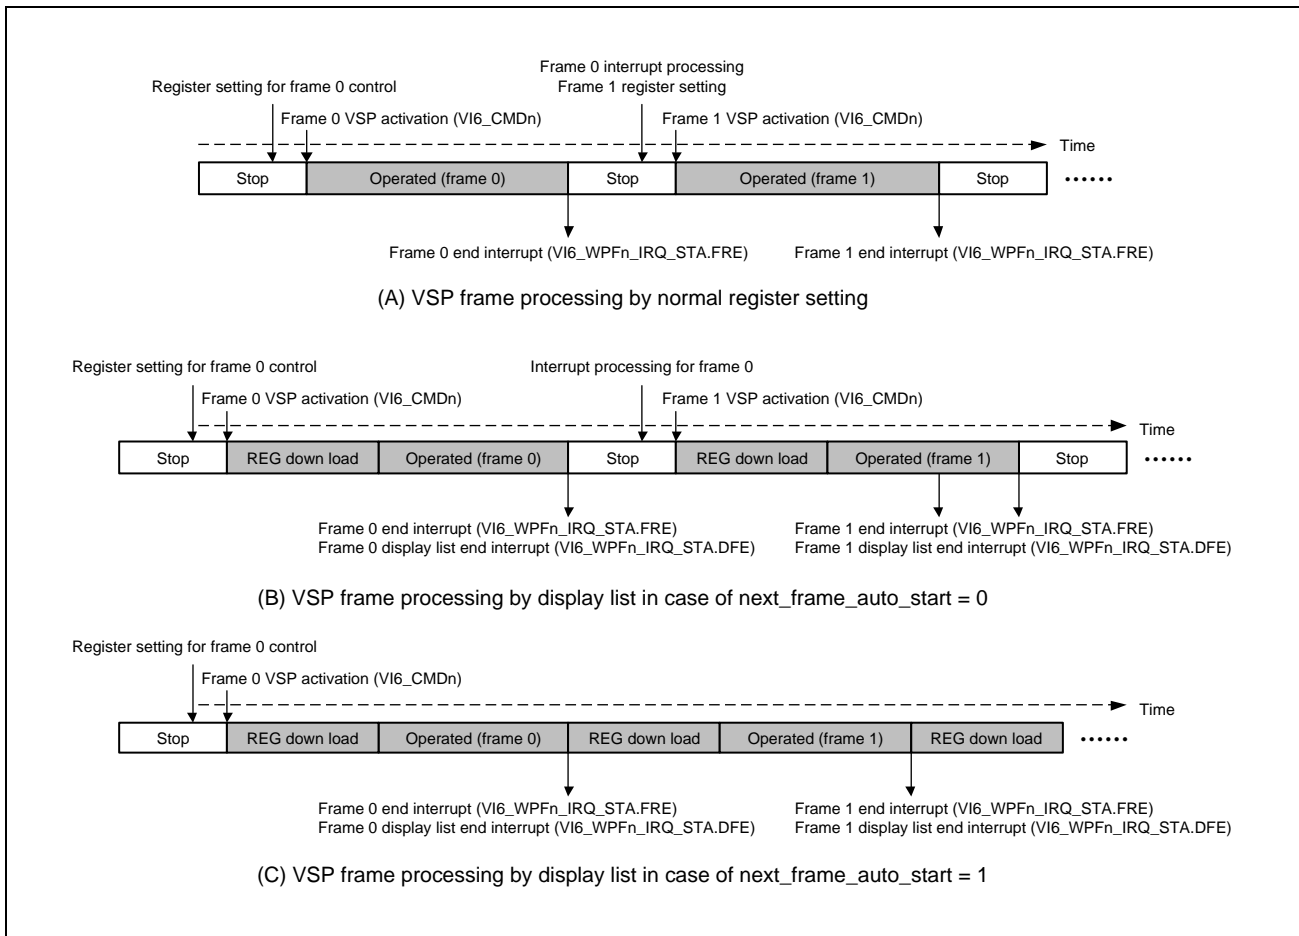 Frame 0 interrupt processing
Register setting for frame 0 control
Frame 1 register setting
Frame 0 VSP activation (VI6_CMDn)
Frame 1 VSP activation (VI6_CMDn)
Time
Stop
Operated (frame 0)
Stop
Operated (frame 1)
Stop
••••••
Frame 0 end interrupt (VI6_WPFn_IRQ_STA.FRE)
Frame 1 end interrupt (VI6_WPFn_IRQ_STA.FRE)
(A) VSP frame processing by normal register setting
Register setting for frame 0 control
Interrupt processing for frame 0
Frame 0 VSP activation (VI6_CMDn)
Frame 1 VSP activation (VI6_CMDn)
Time
Stop
REG down load
Operated (frame 0)
Stop
REG down load
Operated (frame 1)
Stop
••••••
Frame 0 end interrupt (VI6_WPFn_IRQ_STA.FRE)
Frame 0 display list end interrupt (VI6_WPFn_IRQ_STA.DFE)
Frame 1 end interrupt (VI6_WPFn_IRQ_STA.FRE)
Frame 1 display list end interrupt (VI6_WPFn_IRQ_STA.DFE)
(B) VSP frame processing by display list in case of next_frame_auto_start = 0
Register setting for frame 0 control
Frame 0 VSP activation (VI6_CMDn)
Time
Stop
REG down load
Operated (frame 0)
REG down load
Operated (frame 1)
REG down load
••••••
Frame 0 end interrupt (VI6_WPFn_IRQ_STA.FRE)
Frame 0 display list end interrupt (VI6_WPFn_IRQ_STA.DFE)
Frame 1 end interrupt (VI6_WPFn_IRQ_STA.FRE)
Frame 1 display list end interrupt (VI6_WPFn_IRQ_STA.DFE)
(C) VSP frame processing by display list in case of next_frame_auto_start = 1